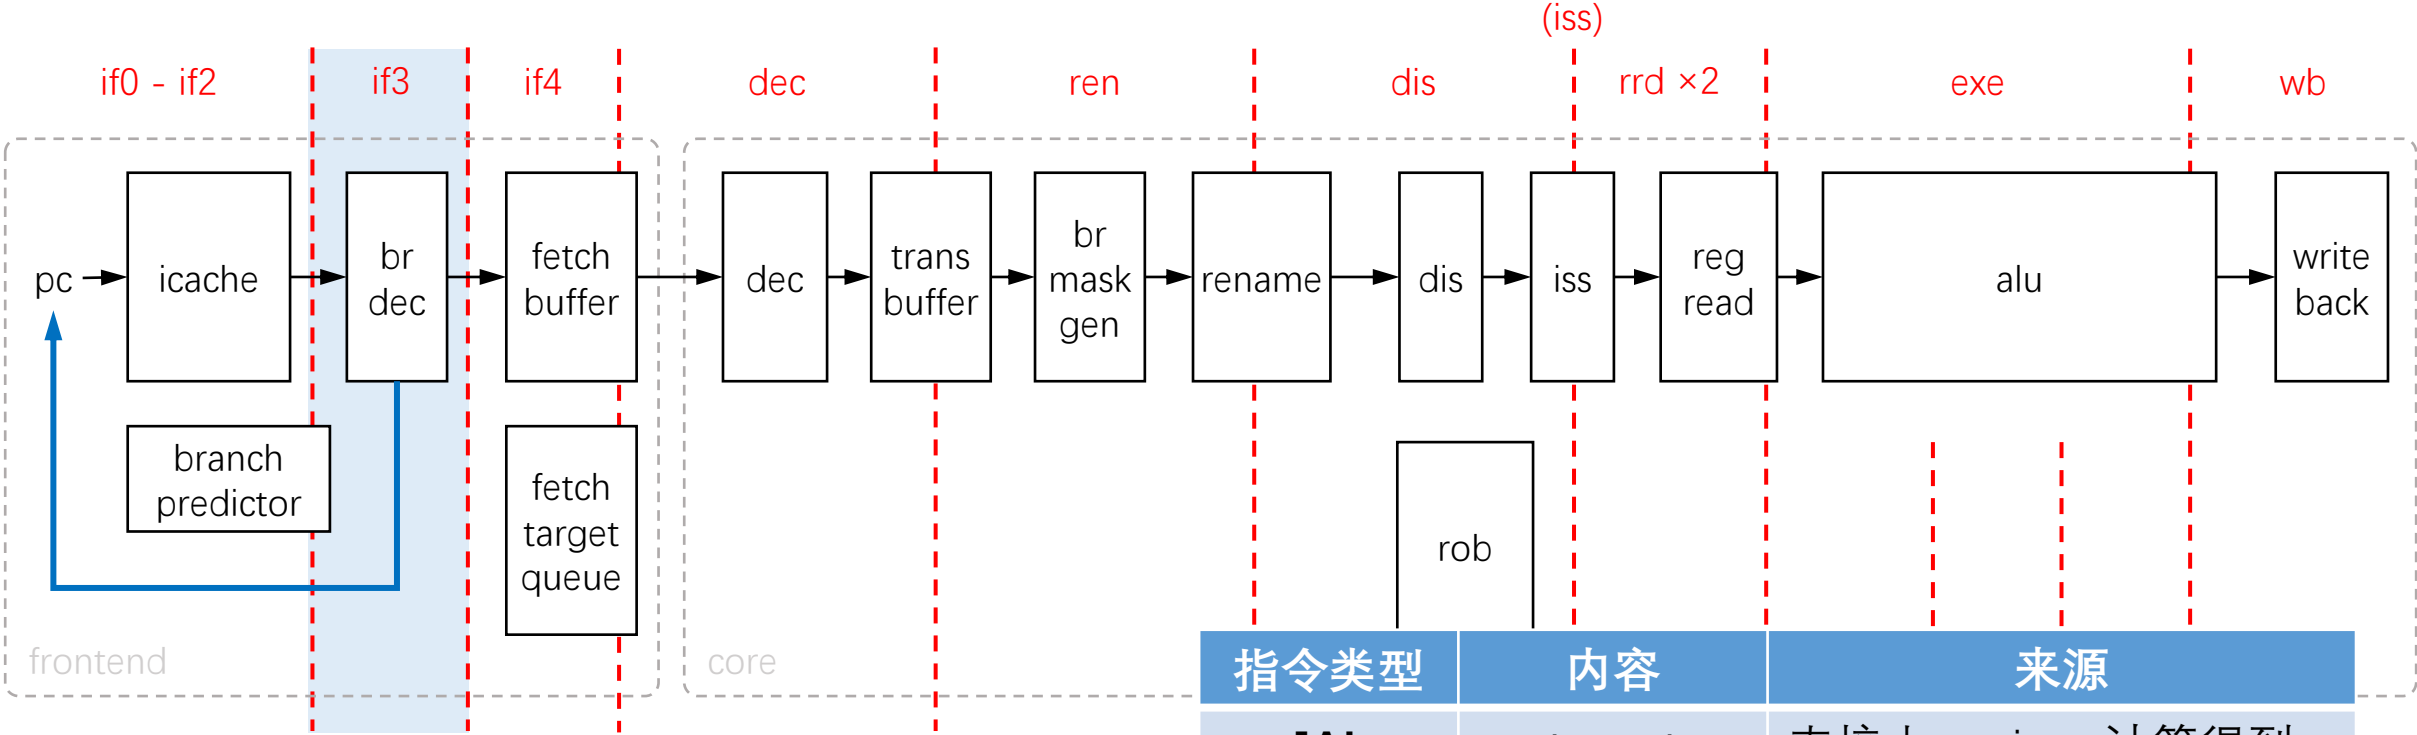 (iss)
if0 - if2
if3
if4
dec
ren
dis
rrd ×2
exe
wb
pc
icache
br
dec
fetch
buffer
dec
trans
buffer
br
mask
gen
rename
dis
iss
reg
read
alu
write
back
branch
predictor
fetch
target
queue
rob
frontend
core
指令类型
内容
来源